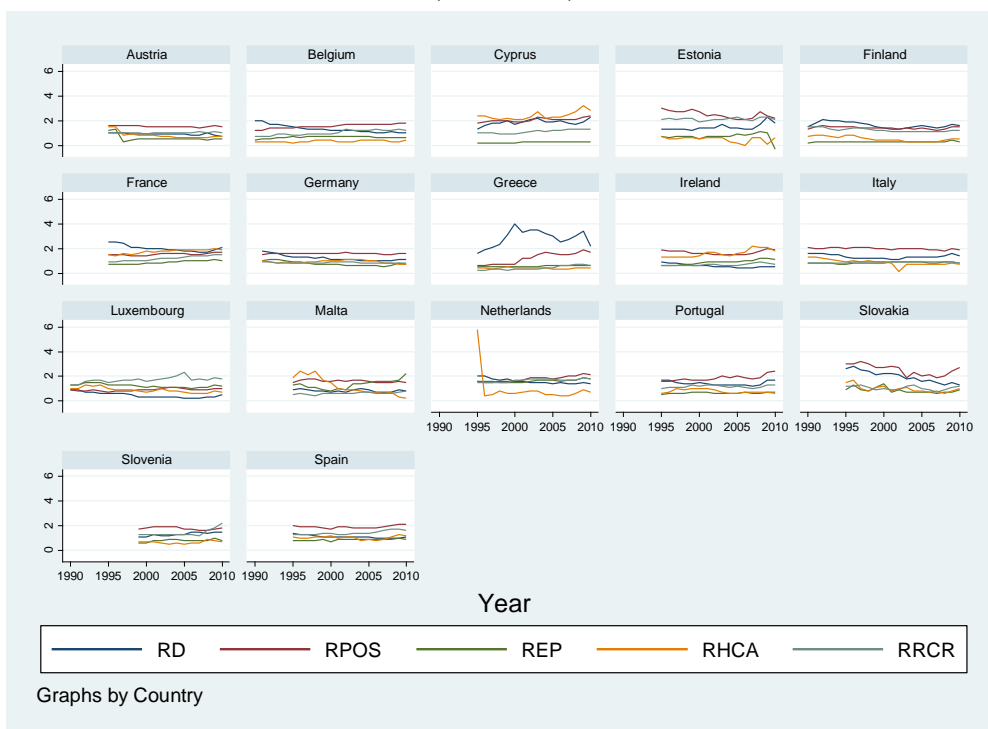 Austria Belgium Cyprus Estonia Finland
6
4
2
0
France Germany Greece Ireland Italy
6
4
2
0
Luxembourg Malta Netherlands Portugal Slovakia
6
4
2
0
1990 1995 2000 2005 2010 1990 1995 2000 2005 2010 1990 1995 2000 2005 2010
Slovenia Spain
6
4
2
0
1990 1995 2000 2005 2010 1990 1995 2000 2005 2010
Year
RD RPOS REP RHCA RRCR
Graphs by Country